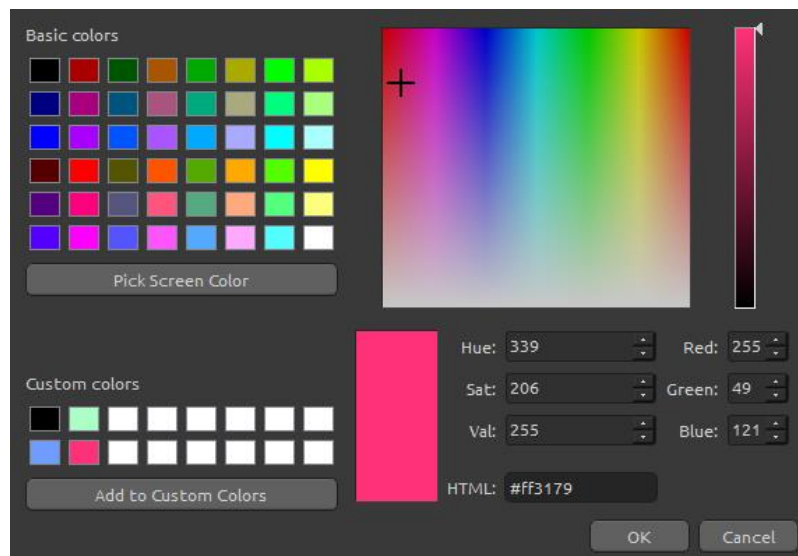 Basic colors
Pick Screen Color
Custom colors
Add to Custom Colors
Hue: 339
Red: 255
Sat: 206
Green: 49
Val: 255
Blue: 121
HTML: #ff3179
OK
Cancel